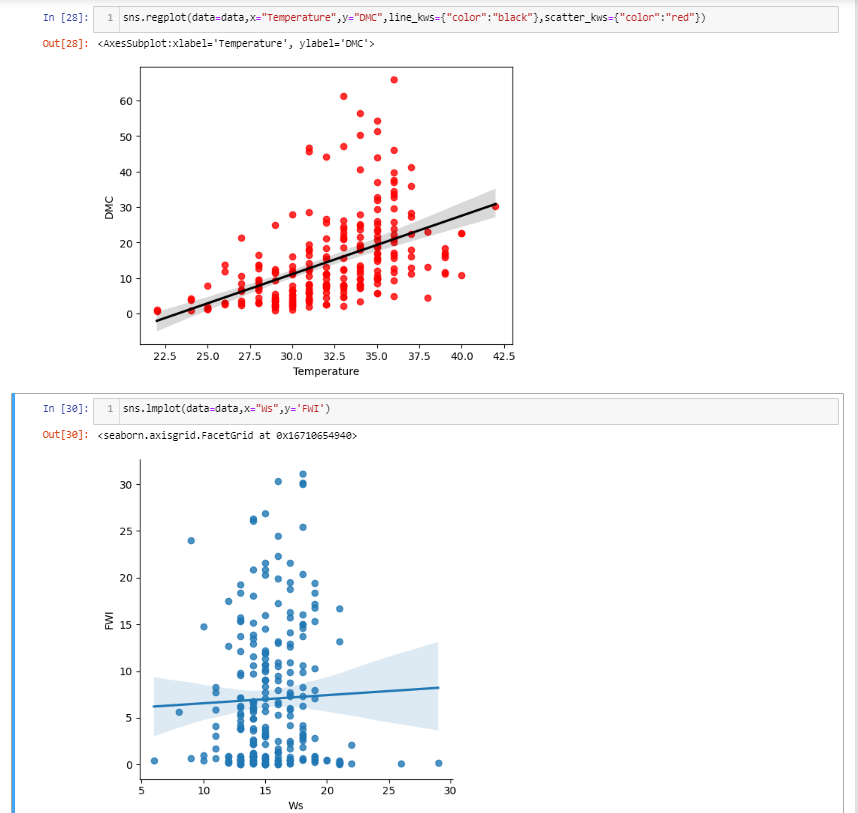 In [28]: 1 sns.regplot(data=data,x="Temperature",y="DMC",line_kws={"color":"black"},scatter_kws={"color":"red"})
Out[28]: <AxesSubplot:xlabel='Temperature', ylabel='DMC'>
60
50
40
DMC
30
20
10
0
22.5 25.0 27.5 30.0 32.5 35.0 37.5 40.0 42.5
Temperature
In [30]: 1 sns.lmplot(data=data,x="Ws",y='FWI')
Out[30]: <seaborn.axisgrid.FacetGrid at 0x16710654940>
30
25
20
FWI
15
10
5
0
5 10 15 20 25 30
Ws